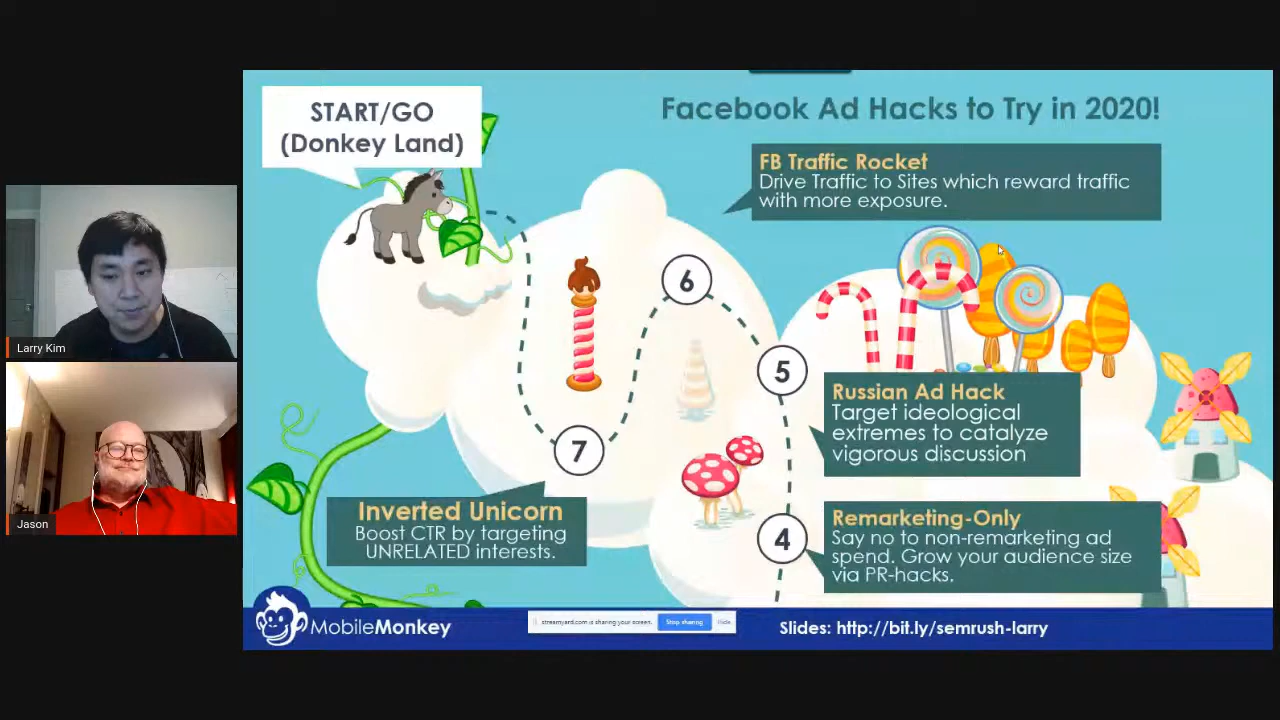 START/GO
(Donkey Land)
Facebook Ad Hacks to Try in 2020!
FB Traffic Rocket
Drive Traffic to Sites which reward traffic
with more exposure.
6
5
Russian Ad Hack
Target ideological
extremes to catalyze
vigorous discussion
7
Inverted Unicorn
Boost CTR by targeting
UNRELATED interests.
4
Remarketing-Only
Say no to non-remarketing ad
spend. Grow your audience size
via PR-hacks.
Larry Kim
Jason
MobileMonkey
streamyard.com is sharing your screen.
Stop sharing
Hide
Slides: http://bit.ly/semrush-larry